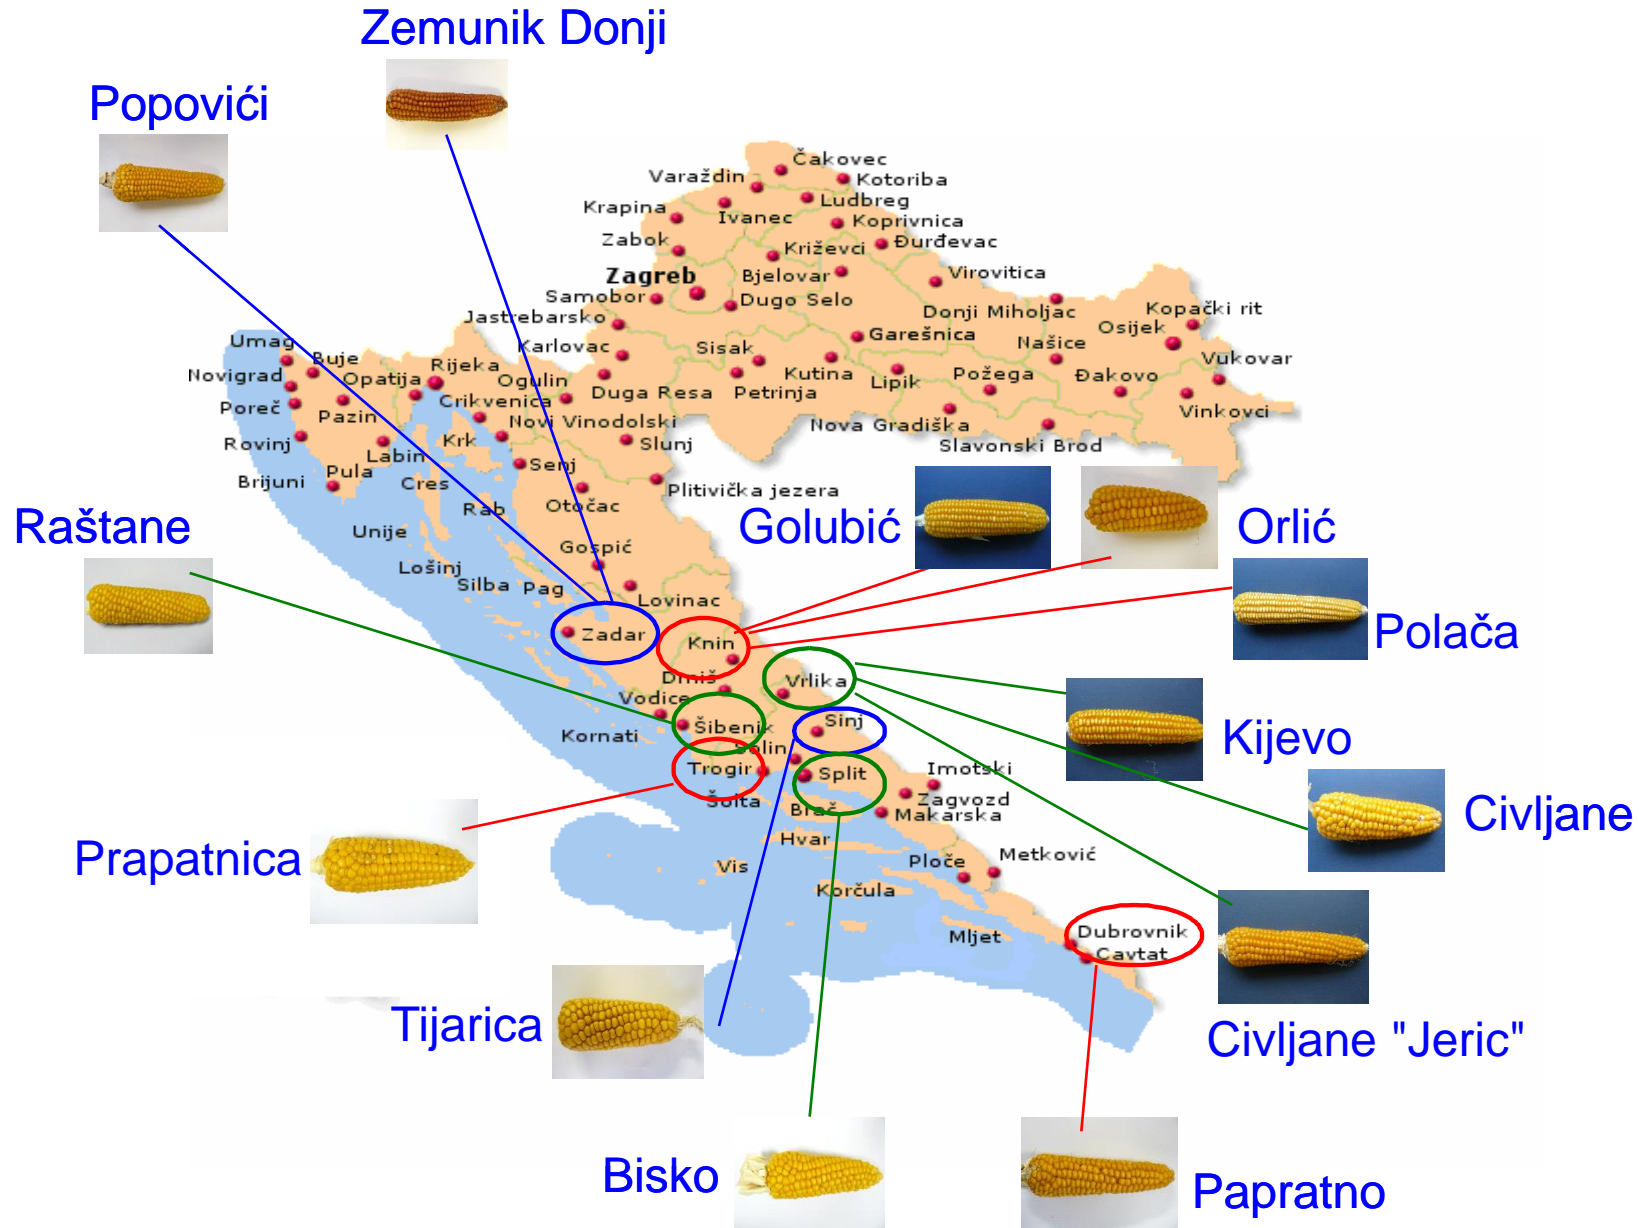 Zemunik Donji
Popovići
Čakovec
Varaždin
Kotoriba
Ludbreg
Krapina
Ivanec
Koprivnica
Zabok
Križevci
Đurđevac
Zagreb
Bjelovar
Virovitica
Samobor
Dugo Selo
Donji Miholjac
Kopački rit
Jastrebarsko
Osijek
Garešnica
Umag
Buje
Rijeka
Karlovac
Sisak
Našice
Vukovar
Novigrad
Opatija
Ogulin
Duga Resa
Petrinja
Kutina
Lipik
Požega
Đakovo
Poreč
Pazin
Crikvenica
Vinkovci
Novi Vinodolski
Nova Gradiška
Rovinj
Krk
Slunj
Slavonski Brod
Labin
Senj
Brijuni
Pula
Cres
Plitivička jezera
Rab
Otočac
Raštane
Golubić
Orlić
Unije
Gospić
Lošinj
Silba
Pag
Lovinac
Zadar
Knin
Polača
Drniš
Vrlika
Vodice
Šibenik
Sinj
Kornati
Solin
Kijevo
Trogir
Split
Imotski
Šolta
Brač
Zagvozd
Makarska
Civljane
Hvar
Prapatnica
Vis
Ploče
Metković
Korčula
Mljet
Dubrovnik
Cavtat
Tijarica
Civljane "Jeric"
Bisko
Papratno